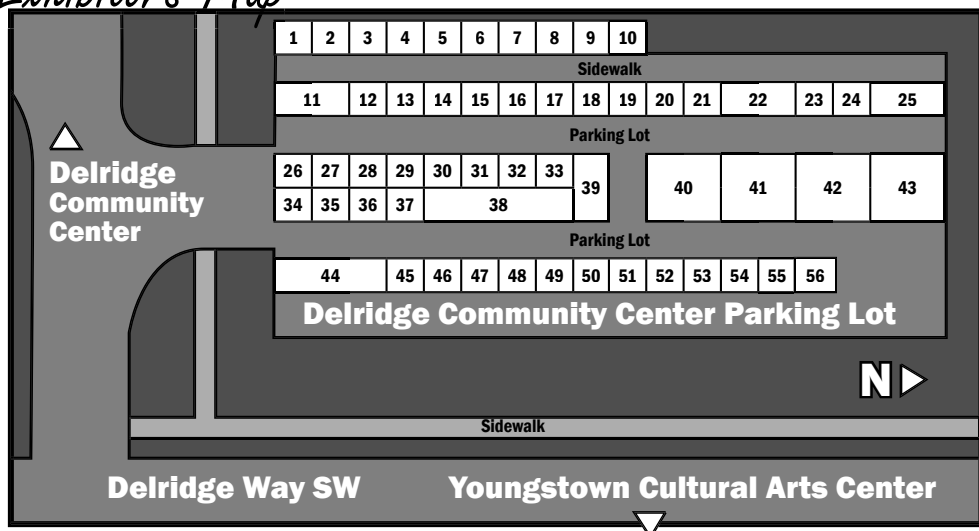 Exhibitor's Map
1 2 3 4 5 6 7 8 9 10
Sidewalk
11 12 13 14 15 16 17 18 19 20 21 22 23 24 25
Parking Lot
26 27 28 29 30 31 32 33 39 40 41 42 43
34 35 36 37 38
Delridge
Community
Center
Parking Lot
44 45 46 47 48 49 50 51 52 53 54 55 56
Delridge Community Center Parking Lot
N
Sidewalk
Delridge Way SW
Youngstown Cultural Arts Center